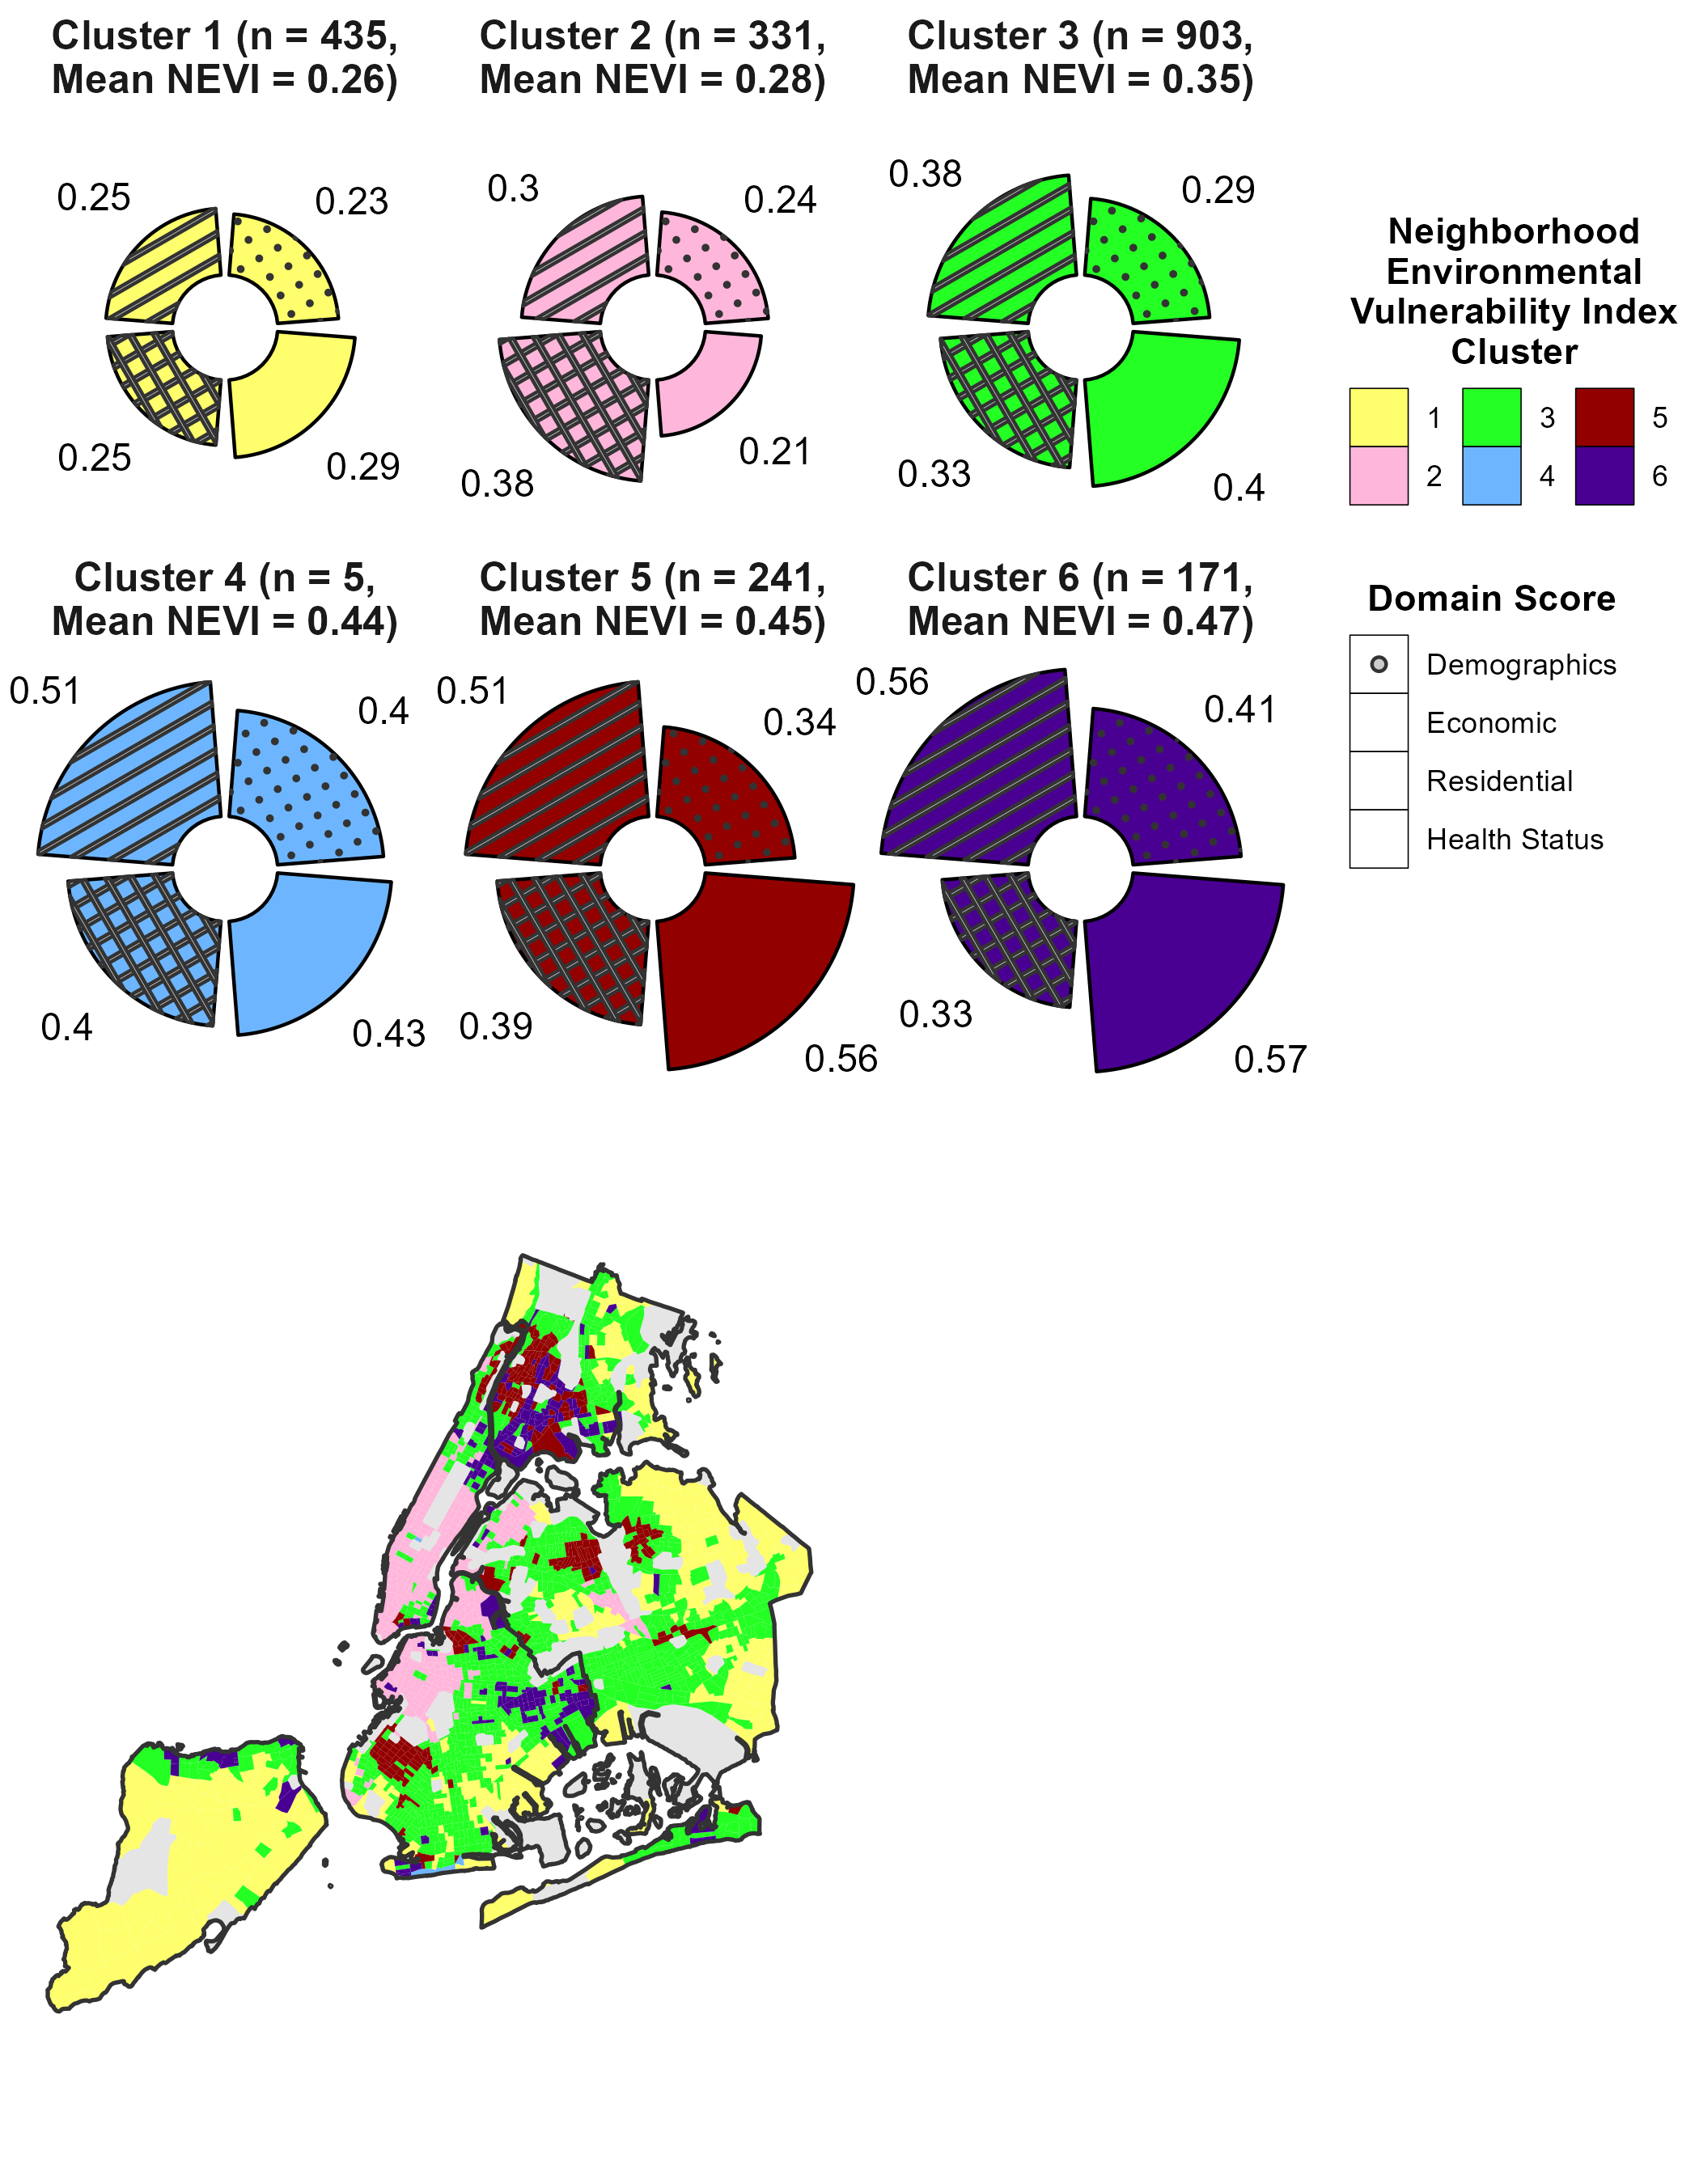 Cluster 1 (n = 435,
Mean NEVI = 0.26)
Cluster 2 (n = 331,
Mean NEVI = 0.28)
Cluster 3 (n = 903,
Mean NEVI = 0.35)
0.25
0.23
0.25
0.29
0.3
0.24
0.38
0.21
0.38
0.29
0.33
0.4
Cluster 4 (n = 5,
Mean NEVI = 0.44)
Cluster 5 (n = 241,
Mean NEVI = 0.45)
Cluster 6 (n = 171,
Mean NEVI = 0.47)
0.51
0.4
0.4
0.43
0.51
0.34
0.39
0.56
0.56
0.41
0.33
0.57
Neighborhood
Environmental
Vulnerability Index
Cluster
1 3 5
2 4 6
Domain Score
Demographics
Economic
Residential
Health Status